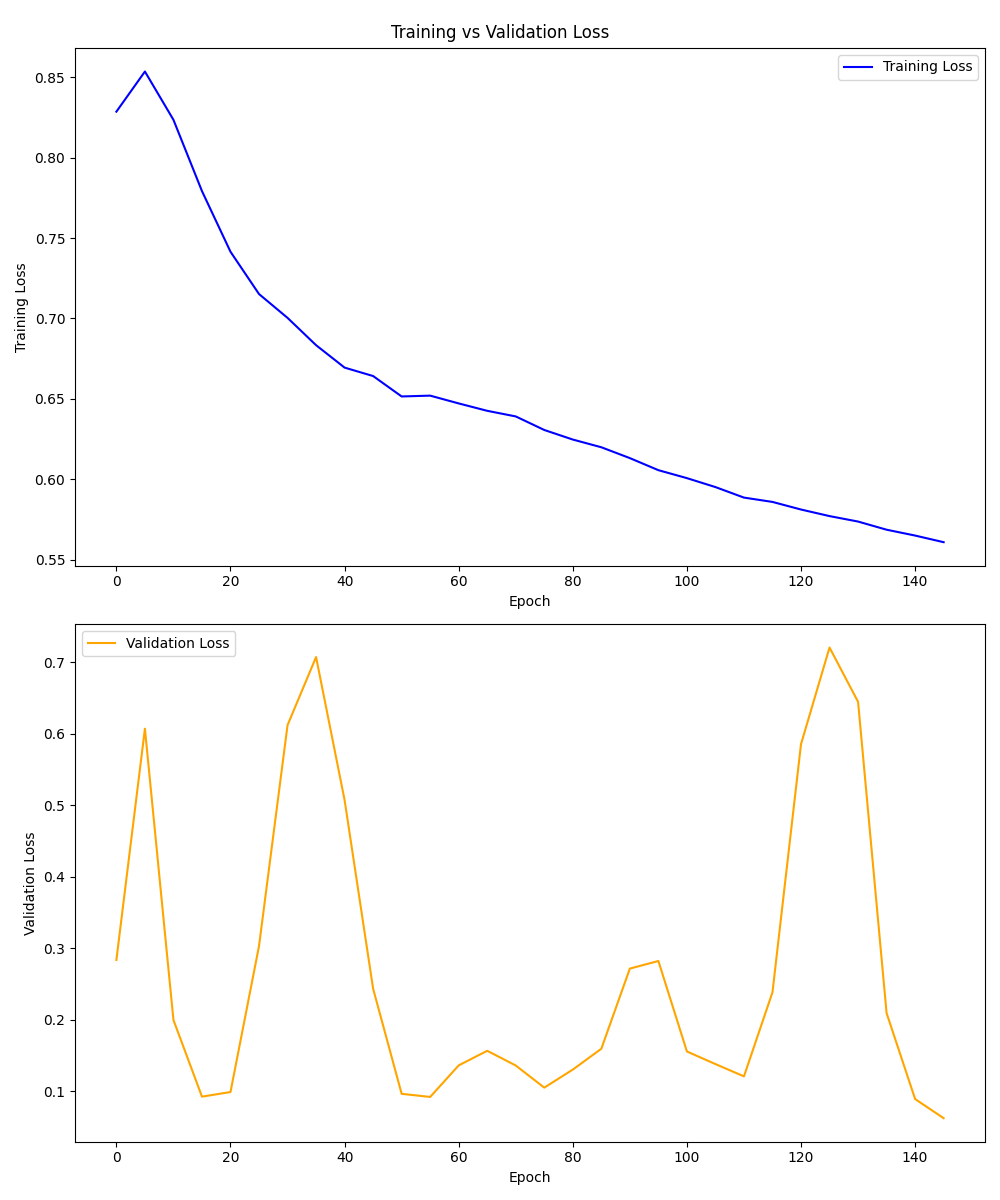 Training vs Validation Loss
Training Loss
0.85
0.80
0.75
0.70
0.65
0.60
0.55
Training Loss
0 20 40 60 80 100 120 140
Epoch
Validation Loss
0.7
0.6
0.5
0.4
0.3
0.2
0.1
Validation Loss
0 20 40 60 80 100 120 140
Epoch